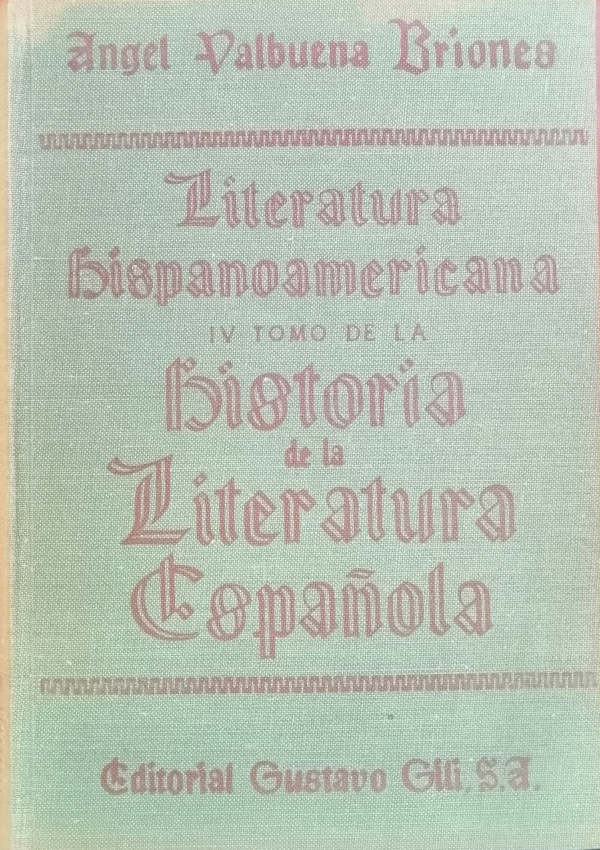 Angel Valbuena Briones
Literatura
hispanoamericana
IV TOMO DE LA
historia
de la
Literatura
Española
Editorial Gustavo Gili, S.A.